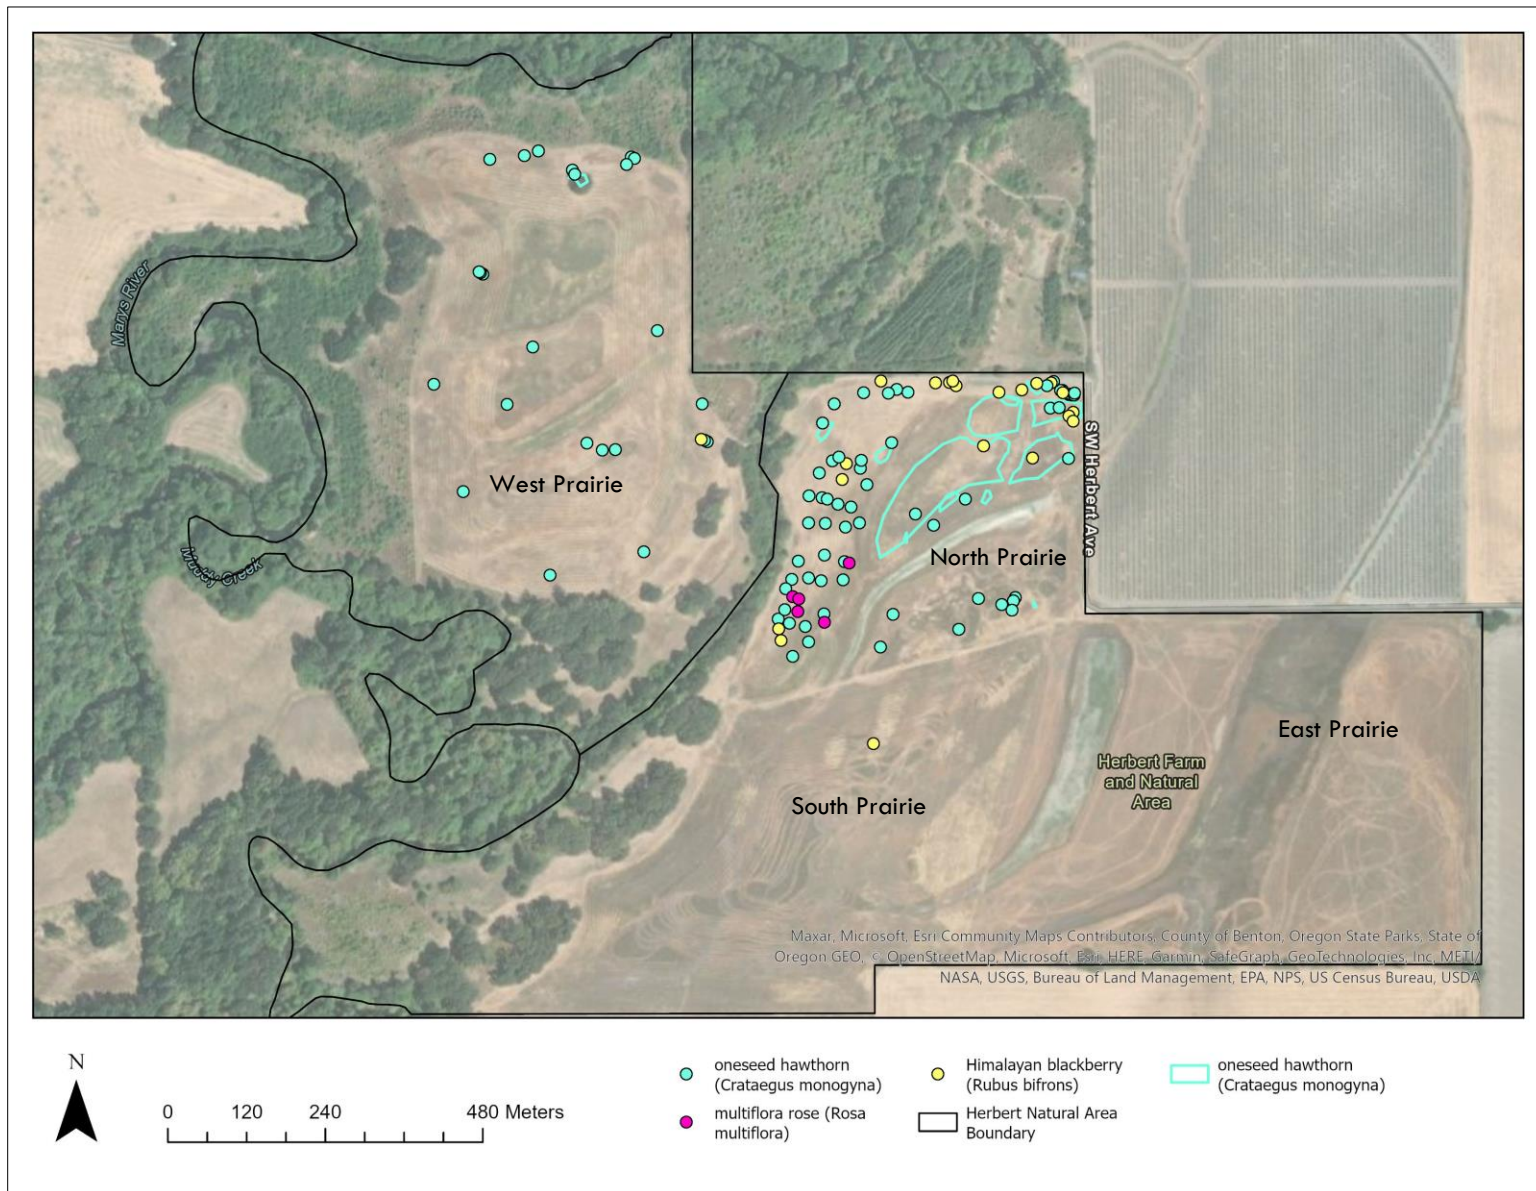 Marys River
SW Herbert Ave
West Prairie
North Prairie
Muddy Creek
East Prairie
Herbert Farm
and Natural
Area
South Prairie
Maxar, Microsoft, Esri Community Maps Contributors, County of Benton, Oregon State Parks, State of
Oregon GEO, © OpenStreetMap, Microsoft, Esri, HERE, Garmin, SafeGraph, GeoTechnologies, Inc, METI/
NASA, USGS, Bureau of Land Management, EPA, NPS, US Census Bureau, USDA
N
0 120 240 480 Meters
oneseed hawthorn
(Crataegus monogyna)
multiflora rose (Rosa
multiflora)
Himalayan blackberry
(Rubus bifrons)
Herbert Natural Area
Boundary
oneseed hawthorn
(Crataegus monogyna)